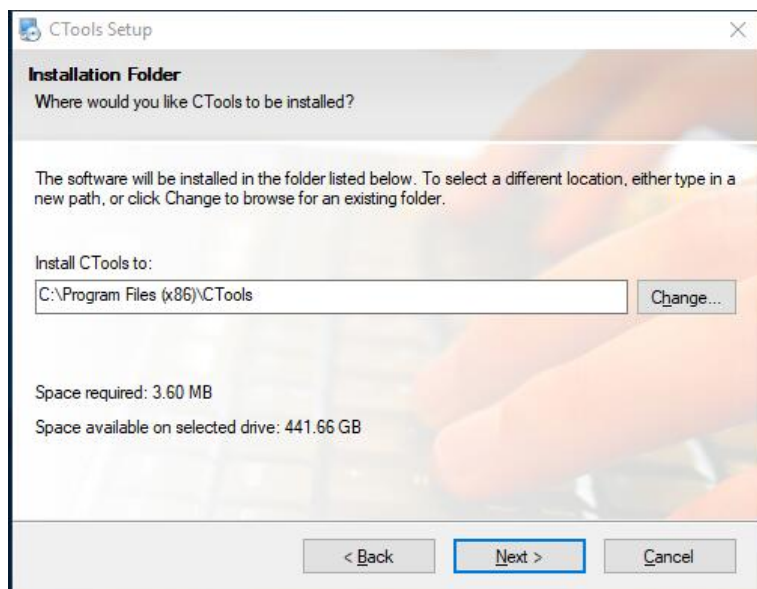 CTools Setup
Installation Folder
Where would you like CTools to be installed?
The software will be installed in the folder listed below. To select a different location, either type in a
new path, or click Change to browse for an existing folder.
Install CTools to:
C:\Program Files (x86)\CTools
Change...
Space required: 3.60 MB
Space available on selected drive: 441.66 GB
< Back
Next >
Cancel